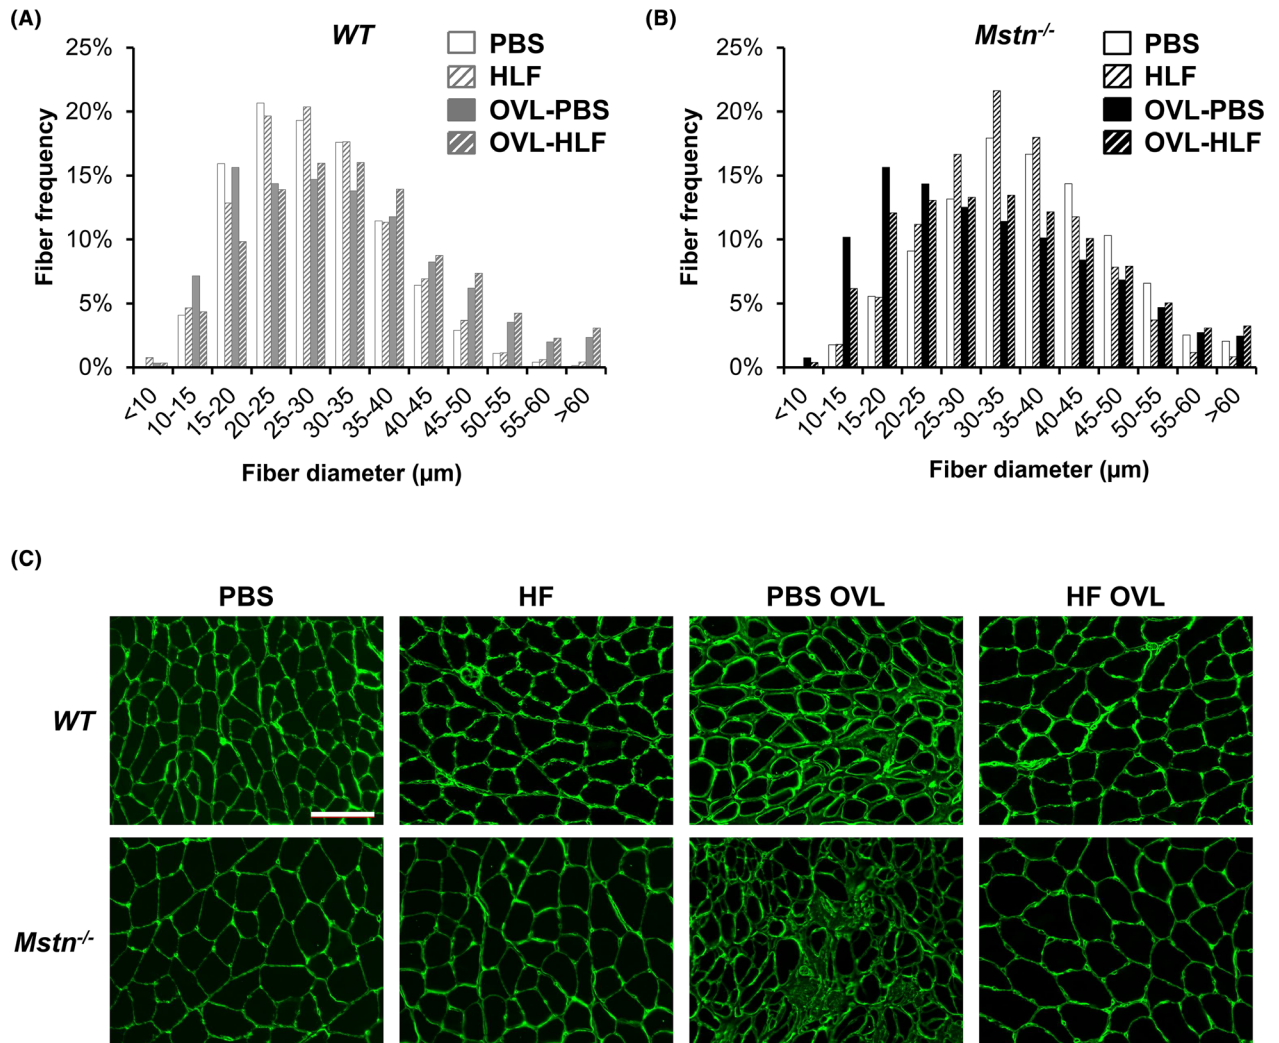 (A)
WT
PBS
HLF
OVL-PBS
OVL-HLF
25%
20%
15%
10%
5%
0%
Fiber frequency
<10
10-15
15-20
20-25
25-30
30-35
35-40
40-45
45-50
50-55
55-60
>60
Fiber diameter (µm)
(B)
Mstn-/-
PBS
HLF
OVL-PBS
OVL-HLF
25%
20%
15%
10%
5%
0%
Fiber frequency
<10
10-15
15-20
20-25
25-30
30-35
35-40
40-45
45-50
50-55
55-60
>60
Fiber diameter (µm)
(C)
PBS HF PBS OVL HF OVL
WT
Mstn-/-